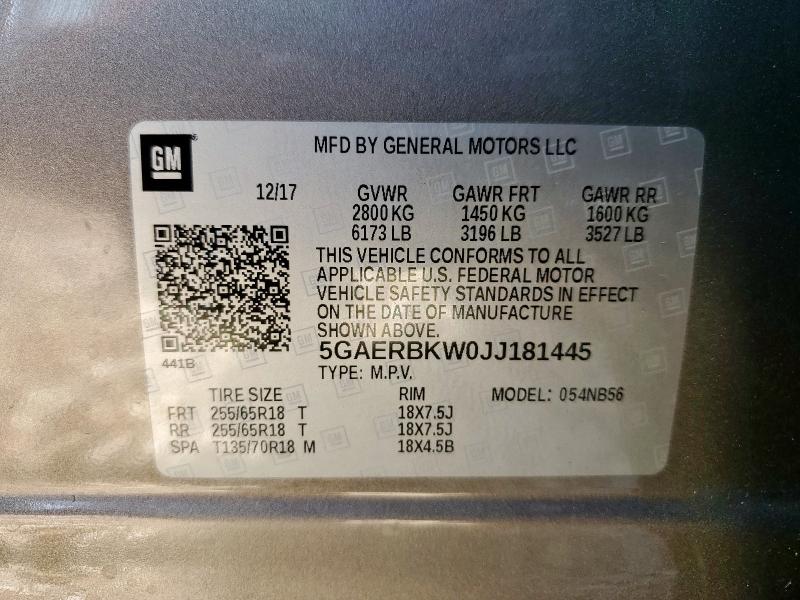 GM
MFD BY GENERAL MOTORS LLC
12/17 GVWR GAWR FRT GAWR RR
2800 KG 1450 KG 1600 KG
6173 LB 3196 LB 3527 LB
THIS VEHICLE CONFORMS TO ALL
APPLICABLE U.S. FEDERAL MOTOR
VEHICLE SAFETY STANDARDS IN EFFECT
ON THE DATE OF MANUFACTURE
SHOWN ABOVE.
441B
5GAERBKW0JJ181445
TYPE: M.P.V.
TIRE SIZE RIM MODEL: 054NB56
FRT 255/65R18 T 18X7.5J
RR 255/65R18 T 18X7.5J
SPA T135/70R18 M 18X4.5B